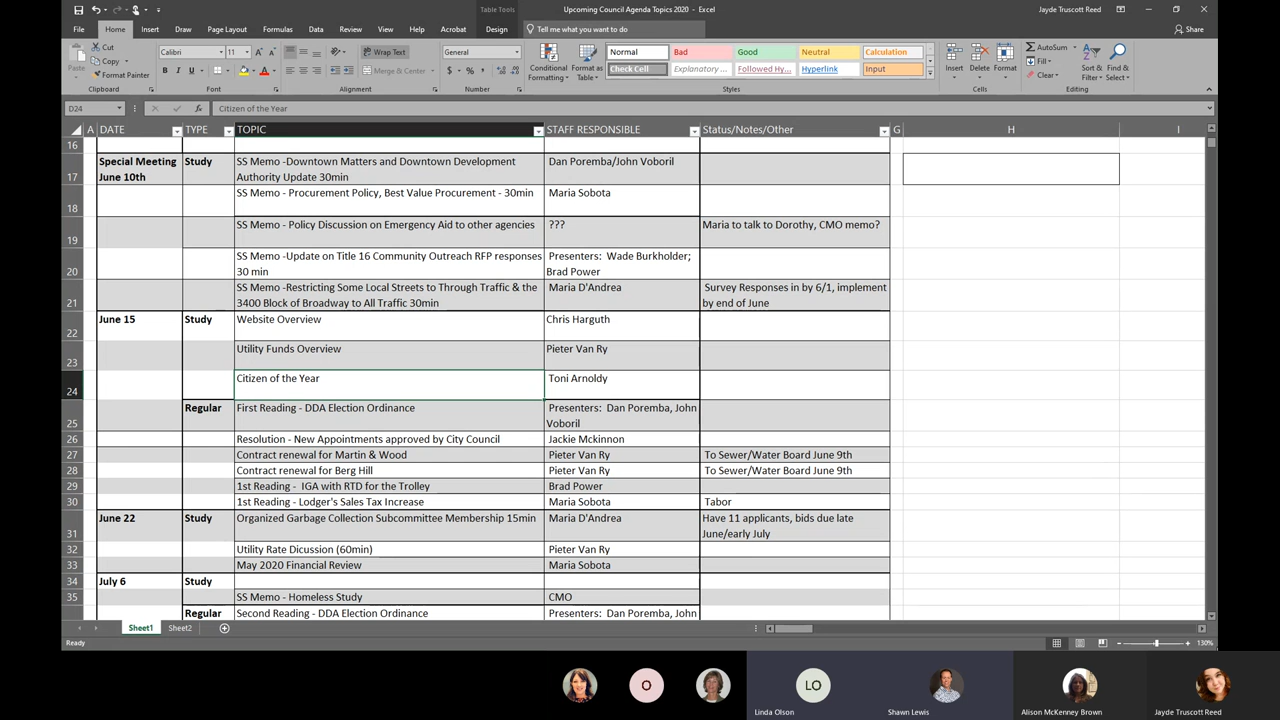 Table Tools
Upcoming Council Agenda Topics 2020 - Excel
Jayde Truscott Reed
File Home Insert Draw Page Layout Formulas Data Review View Help Acrobat Design Tell me what you want to do Share
Cut
Copy
Paste
Format Painter
Clipboard
Calibri 11
B I U
Font
Wrap Text
Merge & Center
Alignment
General
$ % ,
Number
Conditional Formatting
Format as Table
Normal Bad Good Neutral Calculation
Check Cell Explanatory ... Followed Hy... Hyperlink Input
Styles
Insert Delete Format
Cells
AutoSum
Fill
Clear
Sort & Filter
Find & Select
Editing
D24 Citizen of the Year
A DATE TYPE TOPIC STAFF RESPONSIBLE Status/Notes/Other G H I
16
17 Special Meeting June 10th Study SS Memo -Downtown Matters and Downtown Development Authority Update 30min Dan Poremba/John Voboril
18 SS Memo - Procurement Policy, Best Value Procurement - 30min Maria Sobota
19 SS Memo - Policy Discussion on Emergency Aid to other agencies ??? Maria to talk to Dorothy, CMO memo?
20 SS Memo -Update on Title 16 Community Outreach RFP responses 30 min Presenters: Wade Burkholder; Brad Power
21 SS Memo -Restricting Some Local Streets to Through Traffic & the 3400 Block of Broadway to All Traffic 30min Maria D'Andrea Survey Responses in by 6/1, implement by end of June
22 June 15 Study Website Overview Chris Harguth
23 Utility Funds Overview Pieter Van Ry
24 Citizen of the Year Toni Arnoldy
25 Regular First Reading - DDA Election Ordinance Presenters: Dan Poremba, John Voboril
26 Resolution - New Appointments approved by City Council Jackie Mckinnon
27 Contract renewal for Martin & Wood Pieter Van Ry To Sewer/Water Board June 9th
28 Contract renewal for Berg Hill Pieter Van Ry To Sewer/Water Board June 9th
29 1st Reading - IGA with RTD for the Trolley Brad Power
30 1st Reading - Lodger's Sales Tax Increase Maria Sobota Tabor
31 June 22 Study Organized Garbage Collection Subcommittee Membership 15min Maria D'Andrea Have 11 applicants, bids due late June/early July
32 Utility Rate Dicussion (60min) Pieter Van Ry
33 May 2020 Financial Review Maria Sobota
34 July 6 Study
35 SS Memo - Homeless Study CMO
Regular Second Reading - DDA Election Ordinance Presenters: Dan Poremba, John
Sheet1 Sheet2
Ready 130%
O LO
Linda Olson Shawn Lewis Alison McKenney Brown Jayde Truscott Reed